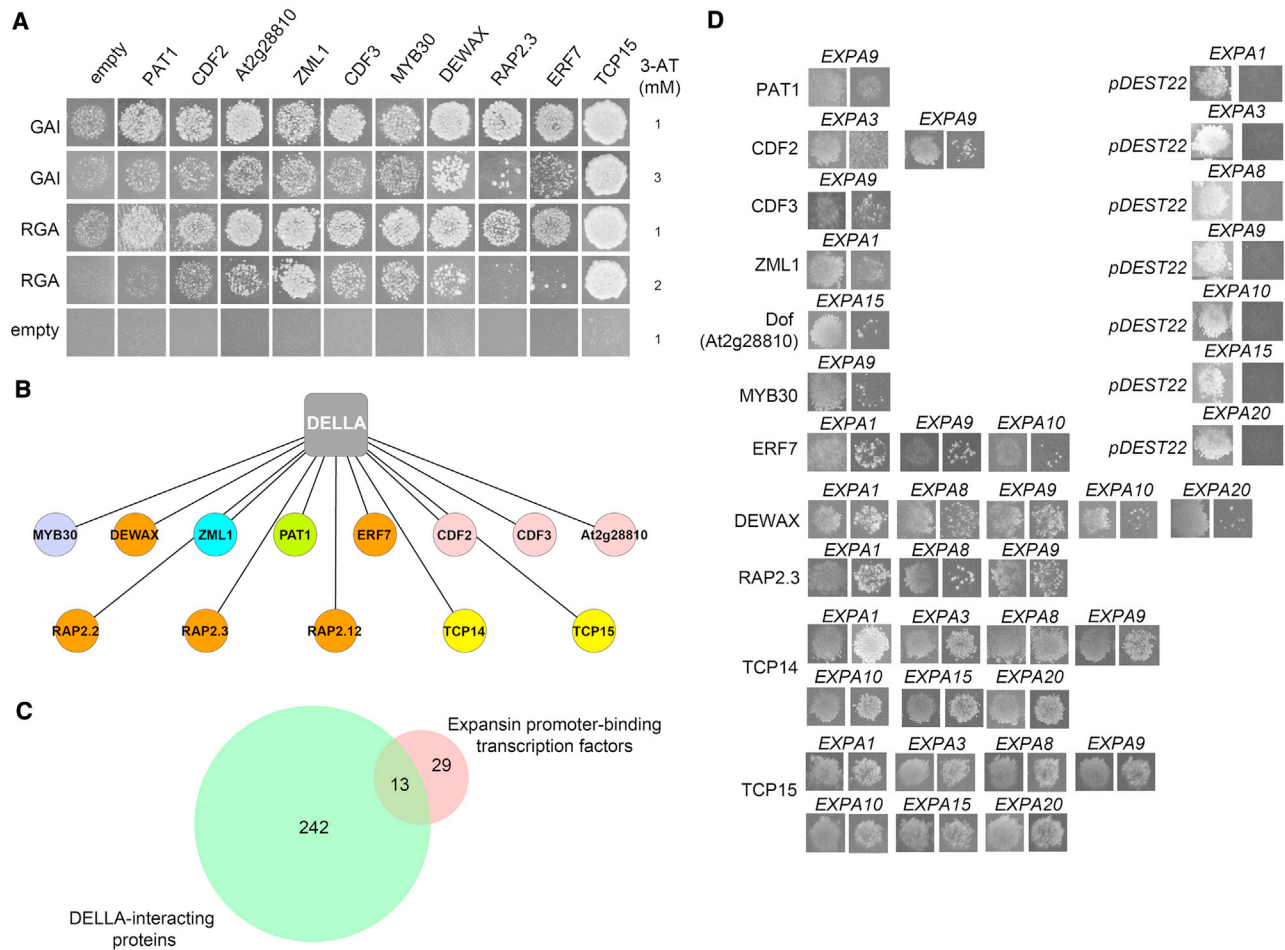 A
empty PAT1 CDF2 At2g28810 ZML1 CDF3 MYB30 DEWAX RAP2.3 ERF7 TCP15
3-AT
(mM)
GAI 1
GAI 3
RGA 1
RGA 2
empty 1
B
DELLA
MYB30 DEWAX ZML1 PAT1 ERF7 CDF2 CDF3 At2g28810
RAP2.2 RAP2.3 RAP2.12 TCP14 TCP15
C
Expansin promoter-binding
transcription factors
29
13
242
DELLA-interacting
proteins
D
EXPA9
PAT1
EXPA3 EXPA9
CDF2
EXPA9
CDF3
EXPA1
ZML1
EXPA15
Dof
(At2g28810)
EXPA9
MYB30
EXPA1 EXPA9 EXPA10
ERF7
EXPA1 EXPA8 EXPA9 EXPA10 EXPA20
DEWAX
EXPA1 EXPA8 EXPA9
RAP2.3
EXPA1 EXPA3 EXPA8 EXPA9
TCP14
EXPA10 EXPA15 EXPA20
EXPA1 EXPA3 EXPA8 EXPA9
TCP15
EXPA10 EXPA15 EXPA20
EXPA1
pDEST22
EXPA3
pDEST22
EXPA8
pDEST22
EXPA9
pDEST22
EXPA10
pDEST22
EXPA15
pDEST22
EXPA20
pDEST22